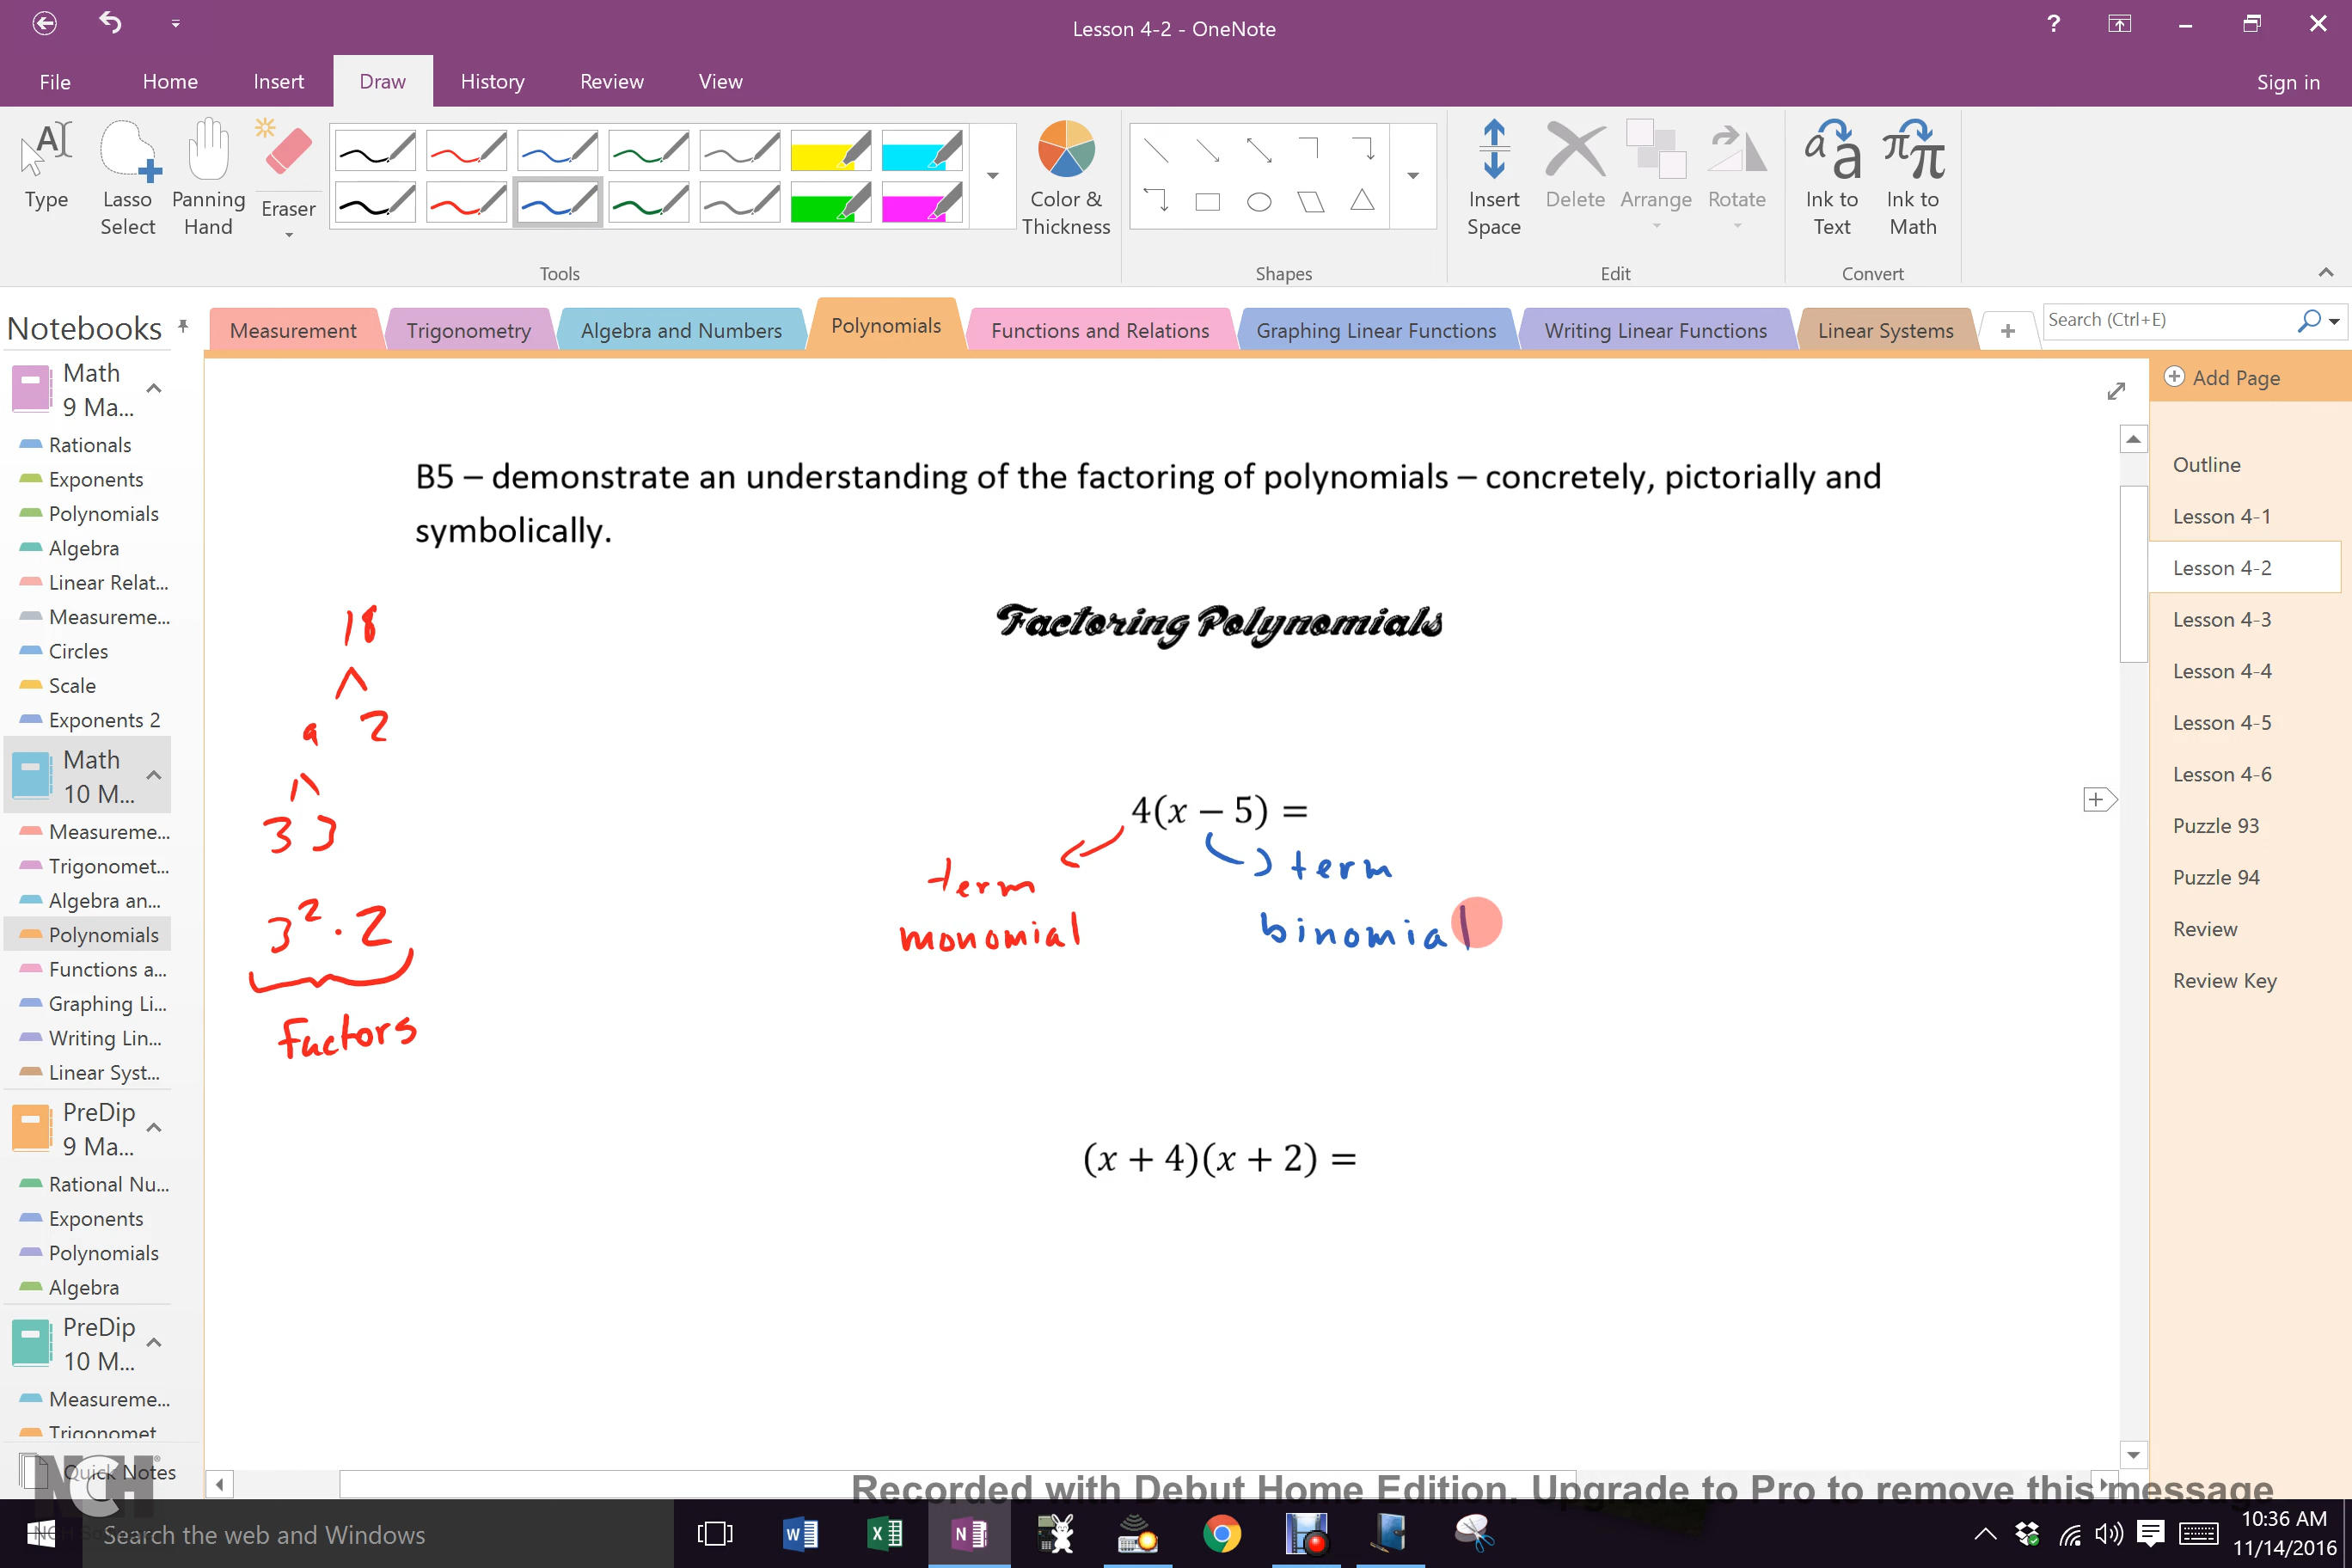 Lesson 4-2 - OneNote
?
File Home Insert Draw History Review View Sign in
Type
Lasso Select
Panning Hand
Eraser
Color & Thickness
Insert Space
Delete
Arrange
Rotate
Ink to Text
Ink to Math
Tools Shapes Edit Convert
Notebooks
Measurement Trigonometry Algebra and Numbers Polynomials Functions and Relations Graphing Linear Functions Writing Linear Functions Linear Systems +
Search (Ctrl+E)
Math 9 Ma...
Rationals
Exponents
Polynomials
Algebra
Linear Relat...
Measureme...
Circles
Scale
Exponents 2
Math 10 M...
Measureme...
Trigonomet...
Algebra an...
Polynomials
Functions a...
Graphing Li...
Writing Lin...
Linear Syst...
PreDip 9 Ma...
Rational Nu...
Exponents
Polynomials
Algebra
PreDip 10 M...
Measureme...
Trigonomet
Quick Notes
B5 – demonstrate an understanding of the factoring of polynomials – concretely, pictorially and
symbolically.
Factoring Polynomials
18
9 2
3 3
3² · 2
factors
4(x − 5) =
term
monomial
term
binomial
(x + 4)(x + 2) =
Add Page
Outline
Lesson 4-1
Lesson 4-2
Lesson 4-3
Lesson 4-4
Lesson 4-5
Lesson 4-6
Puzzle 93
Puzzle 94
Review
Review Key
NCH
Recorded with Debut Home Edition. Upgrade to Pro to remove this message
Search the web and Windows
10:36 AM
11/14/2016